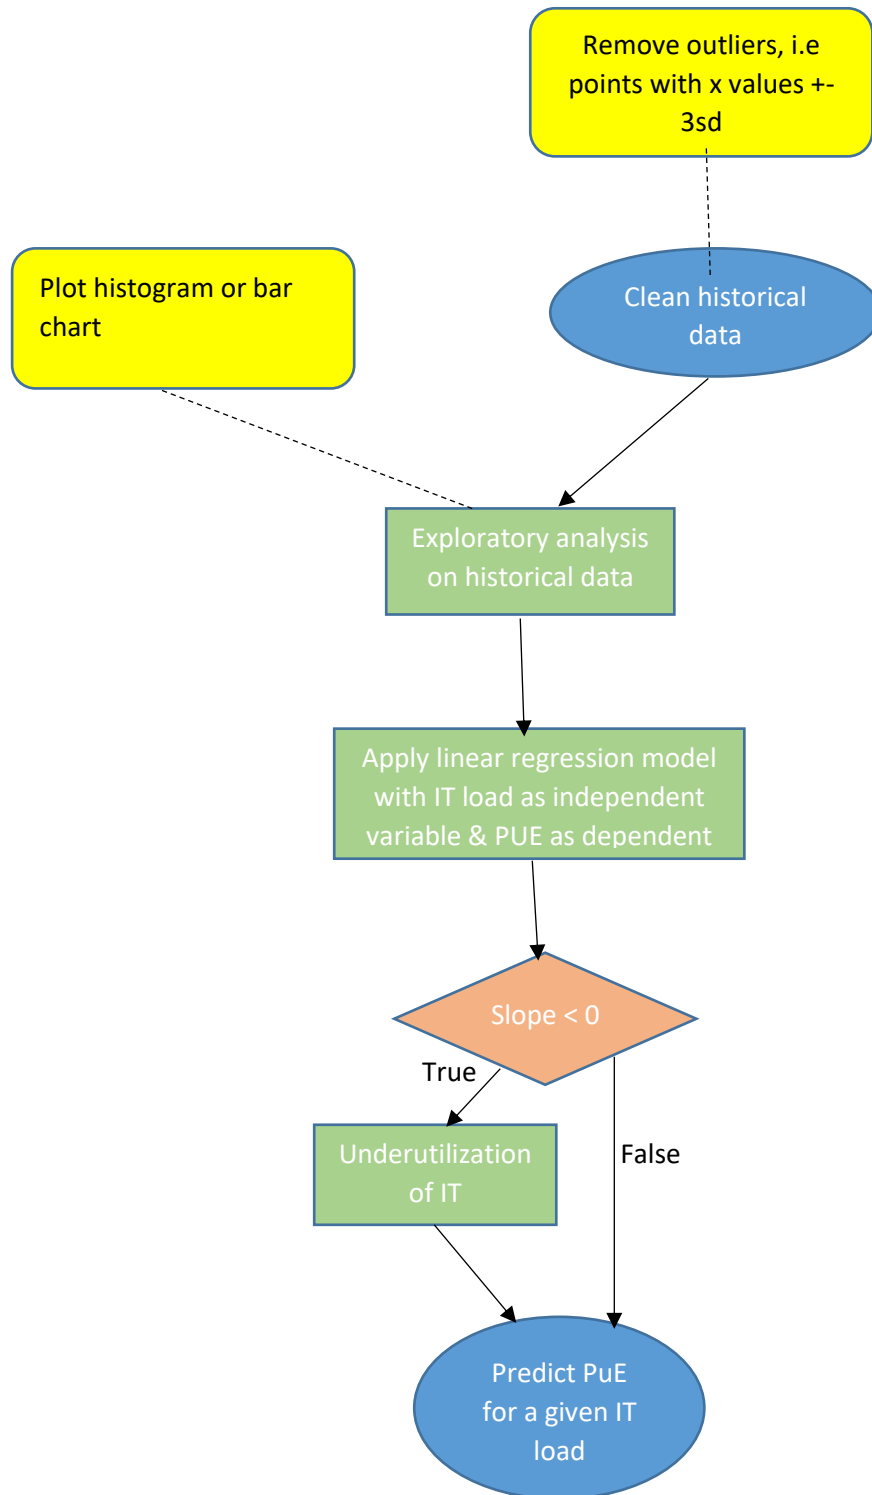 Remove outliers, i.e
points with x values +-
3sd
Plot histogram or bar
chart
Clean historical
data
Exploratory analysis
on historical data
Apply linear regression model
with IT load as independent
variable & PUE as dependent
Slope < 0
True
Underutilization
of IT
False
Predict PuE
for a given IT
load